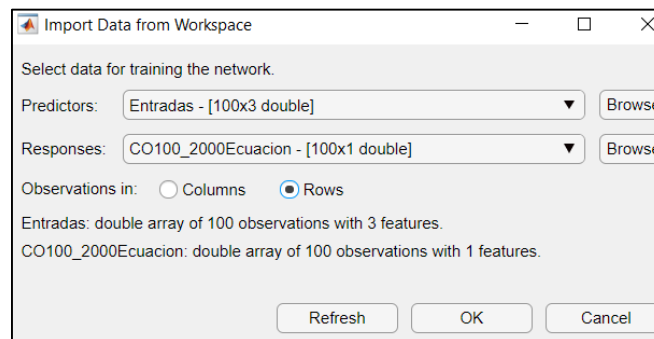 Import Data from Workspace
Select data for training the network.
Predictors: Entradas - [100x3 double] Browse
Responses: CO100_2000Ecuacion - [100x1 double] Browse
Observations in: Columns Rows
Entradas: double array of 100 observations with 3 features.
CO100_2000Ecuacion: double array of 100 observations with 1 features.
Refresh OK Cancel